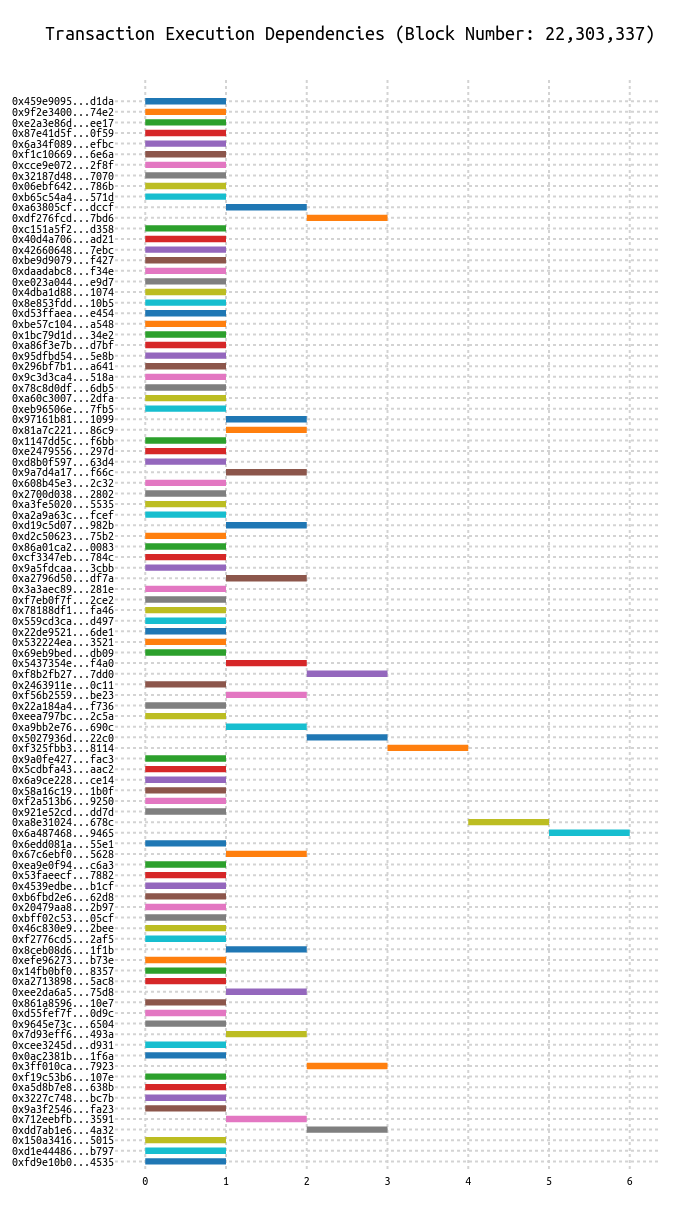 Transaction Execution Dependencies (Block Number: 22,303,337)
0x459e9095...d1da
0x9f2e3400...74e2
0xe2a3e86d...ee17
0x87e41d5f...0f59
0x6a34f089...efbc
0xf1c10669...6e6a
0xcce9e072...2f8f
0x32187d48...7070
0x06ebf642...786b
0xb65c54a4...571d
0xa63805cf...dccf
0xdf276fcd...7bd6
0xc151a5f2...d358
0x40d4a706...ad21
0x42660648...7ebc
0xbe9d9079...f427
0xdaadabc8...f34e
0xe023a044...e9d7
0x4dba1d88...1074
0x8e853fdd...10b5
0xd53ffaea...e454
0xbe57c104...a548
0x1bc79d1d...34e2
0xa86f3e7b...d7bf
0x95dfbd54...5e8b
0x296bf7b1...a641
0x9c3d3ca4...518a
0x78c8d0df...6db5
0xa60c3007...2dfa
0xeb96506e...7fb5
0x97161b81...1099
0x81a7c221...86c9
0x1147dd5c...f6bb
0xe2479556...297d
0xd8b0f597...63d4
0x9a7d4a17...f66c
0x608b45e3...2c32
0x2700d038...2802
0xa3fe5020...5535
0xa2a9a63c...fcef
0xd19c5d07...982b
0xd2c50623...75b2
0x86a01ca2...0083
0xcf3347eb...784c
0x9a5fdcaa...3cbb
0xa2796d50...df7a
0x3a3aec89...281e
0xf7eb0f7f...2ce2
0x78188df1...fa46
0x559cd3ca...d497
0x22de9521...6de1
0x532224ea...3521
0x69eb9bed...db09
0x5437354e...f4a0
0xf8b2fb27...7dd0
0x2463911e...0c11
0xf56b2559...be23
0x22a184a4...f736
0xeea797bc...2c5a
0xa9bb2e76...690c
0x5027936d...22c0
0xf325fbb3...8114
0x9a0fe427...fac3
0x5cdbfa43...aac2
0x6a9ce228...ce14
0x58a16c19...1b0f
0xf2a513b6...9250
0x921e52cd...dd7d
0xa8e31024...678c
0x6a487468...9465
0x6edd081a...55e1
0x67c6ebf0...5628
0xea9e0f94...c6a3
0x53faeecf...7882
0x4539edbe...b1cf
0xb6fbd2e6...62d8
0x20479aa8...2b97
0xbff02c53...05cf
0x46c830e9...2bee
0xf2776cd5...2af5
0x8ceb08d6...1f1b
0xefe96273...b73e
0x14fb0bf0...8357
0xa2713898...5ac8
0xee2da6a5...75d8
0x861a8596...10e7
0xd55fef7f...0d9c
0x9645e73c...6504
0x7d93eff6...493a
0xcee3245d...d931
0x0ac2381b...1f6a
0x3ff010ca...7923
0xf19c53b6...107e
0xa5d8b7e8...638b
0x3227c748...bc7b
0x9a3f2546...fa23
0x712eebfb...3591
0xdd7ab1e6...4a32
0x150a3416...5015
0xd1e44486...b797
0xfd9e10b0...4535
0 1 2 3 4 5 6